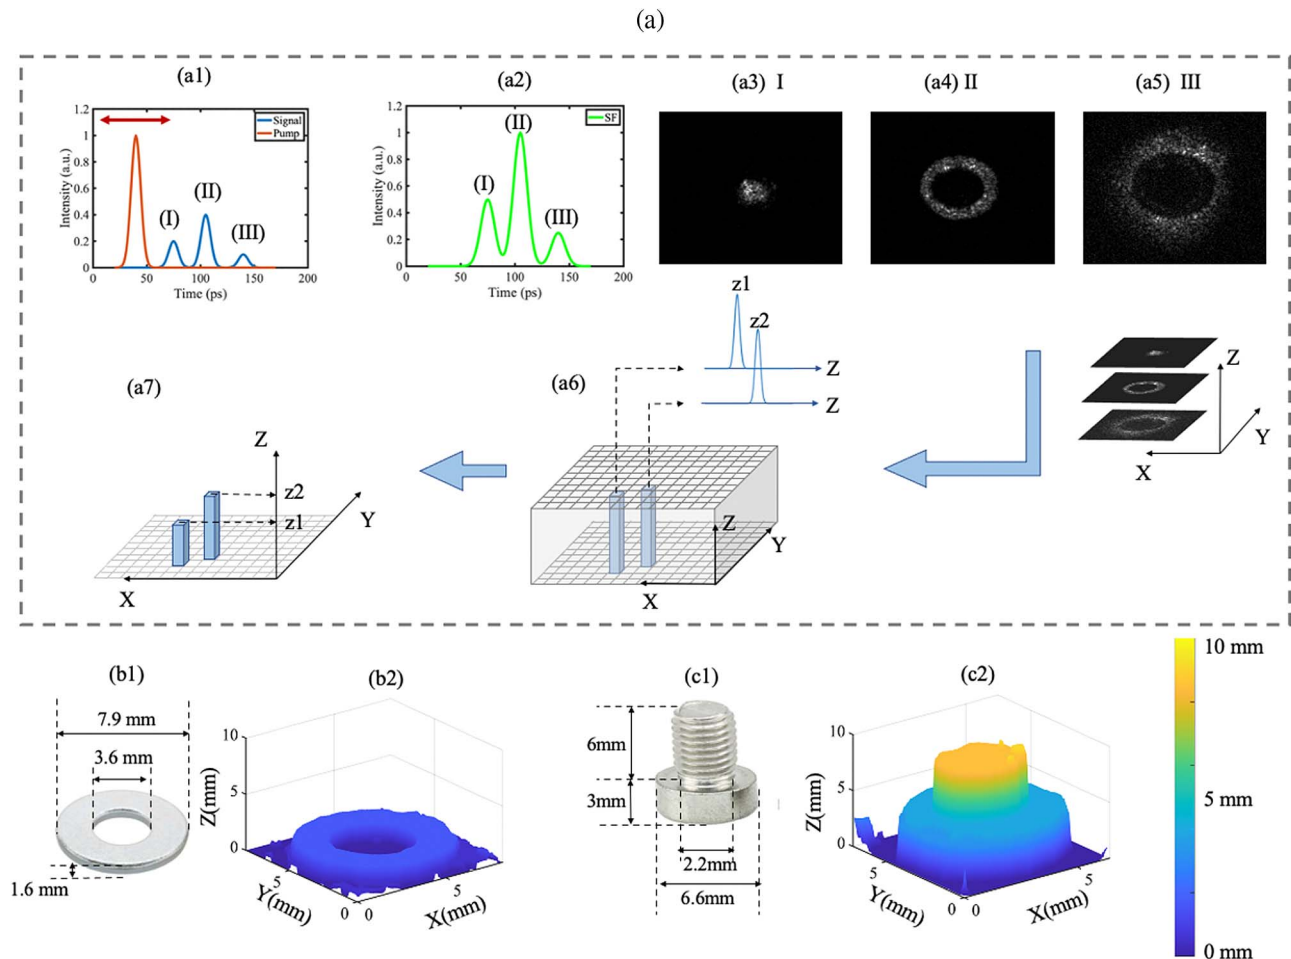 (a)
(a1)
(a2)
(a3) I
(a4) II
(a5) III
1.2
1
0.8
0.6
0.4
0.2
0
Intensity (a.u.)
Signal
Pump
(I)
(II)
(III)
0
50
100
150
200
Time (ps)
1.2
1
0.8
0.6
0.4
0.2
0
Intensity (a.u.)
SF
(I)
(II)
(III)
0
50
100
150
200
Time (ps)
z1
z2
Z
Z
Z
Y
X
(a7)
(a6)
Z
z2
z1
Y
X
Z
Y
X
(b1)
7.9 mm
3.6 mm
1.6 mm
(b2)
10
5
0
Z(mm)
5
0
Y(mm)
0
5
X(mm)
(c1)
6mm
3mm
2.2mm
6.6mm
(c2)
10
5
0
Z(mm)
5
0
Y(mm)
0
5
X(mm)
10 mm
5 mm
0 mm